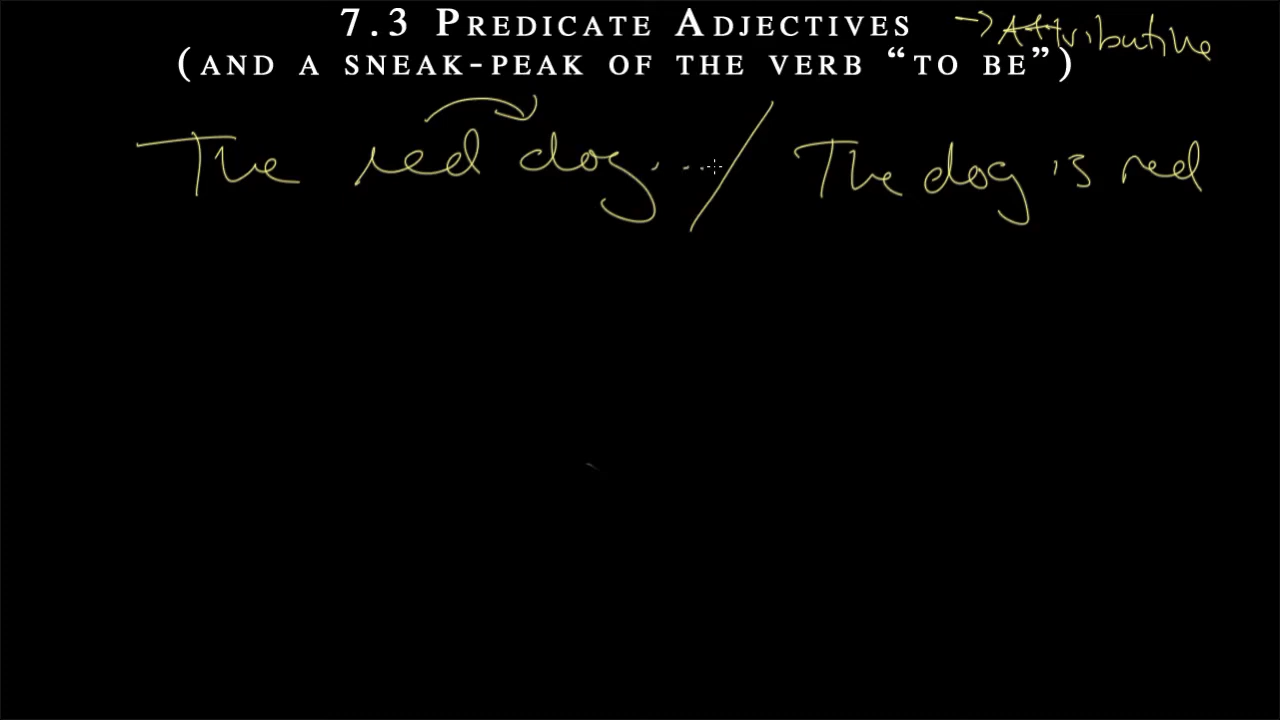 7.3 PREDICATE ADJECTIVES → Attributive
(AND A SNEAK-PEAK OF THE VERB “TO BE”)
The red dog... / The dog is red